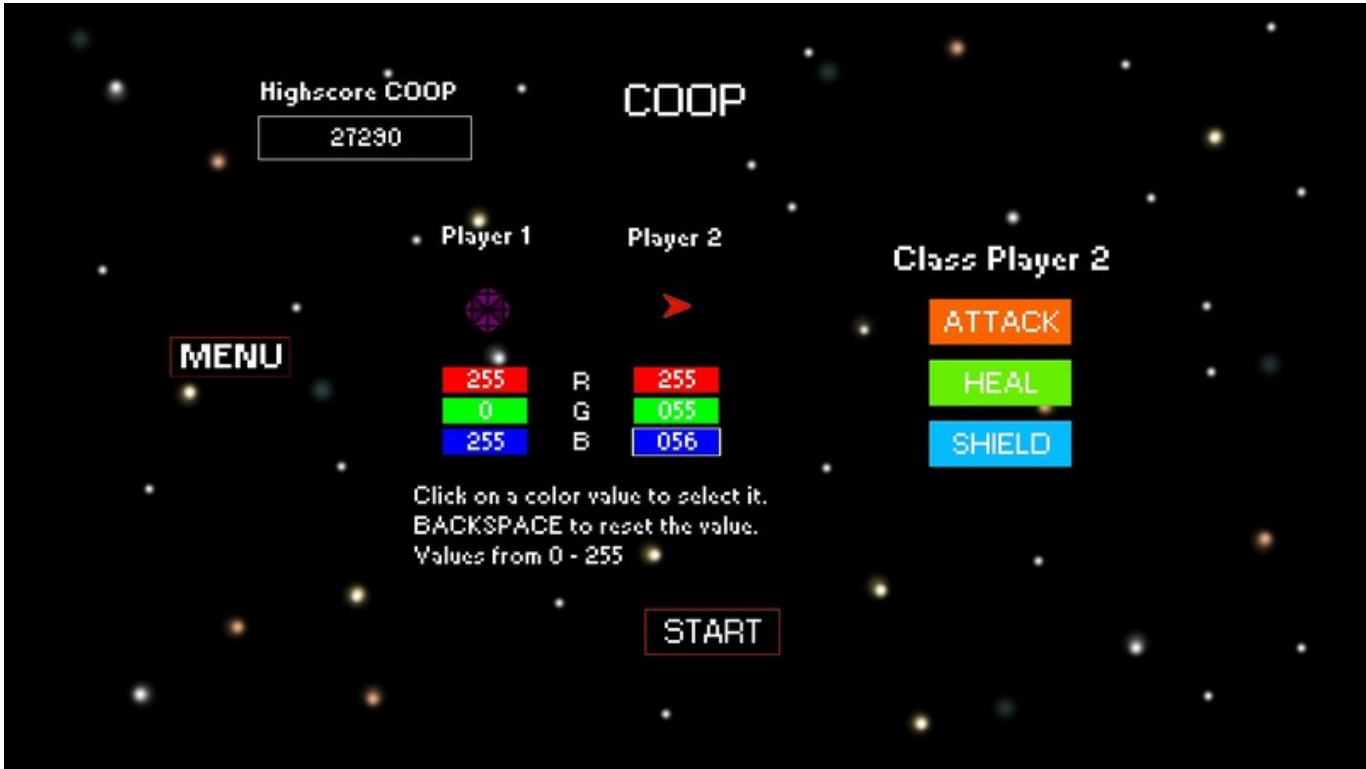 Highscore COOP
27290
COOP
Player 1
Player 2
Class Player 2
ATTACK
MENU
255 R 255
HEAL
0 G 055
255 B 056
SHIELD
Click on a color value to select it.
BACKSPACE to reset the value.
Values from 0 - 255
START